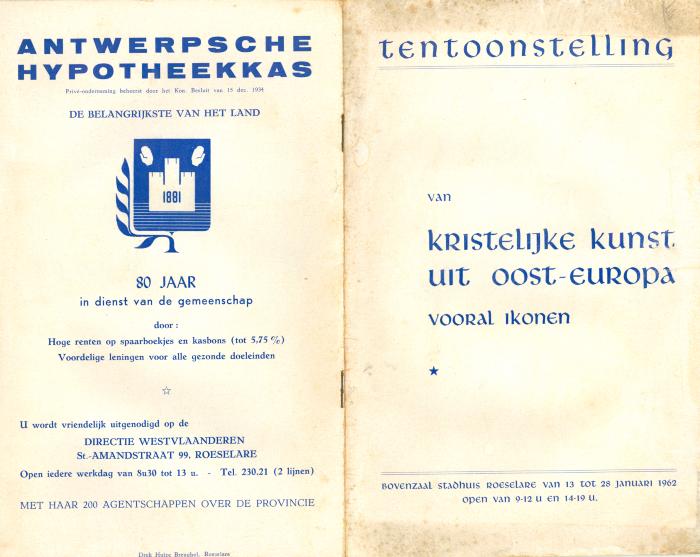 ANTWERPSCHE
HYPOTHEEKKAS
Privé-onderneming beheerst door het Kon. Besluit van 15 dec. 1934
DE BELANGRIJKSTE VAN HET LAND
1881
80 JAAR
in dienst van de gemeenschap
door :
Hoge renten op spaarboekjes en kasbons (tot 5,75 %)
Voordelige leningen voor alle gezonde doeleinden
U wordt vriendelijk uitgenodigd op de
DIRECTIE WESTVLAANDEREN
St.-AMANDSTRAAT 99, ROESELARE
Open iedere werkdag van 8u30 tot 13 u. - Tel. 230.21 (2 lijnen)
MET HAAR 200 AGENTSCHAPPEN OVER DE PROVINCIE
Druk Huize Breughel, Roeselare
tentoonstelling
van
kristelijke kunst
uit oost-europa
vooral ikonen
bovenzaal stadhuis roeselare van 13 tot 28 januari 1962
open van 9-12 u en 14-19 u.